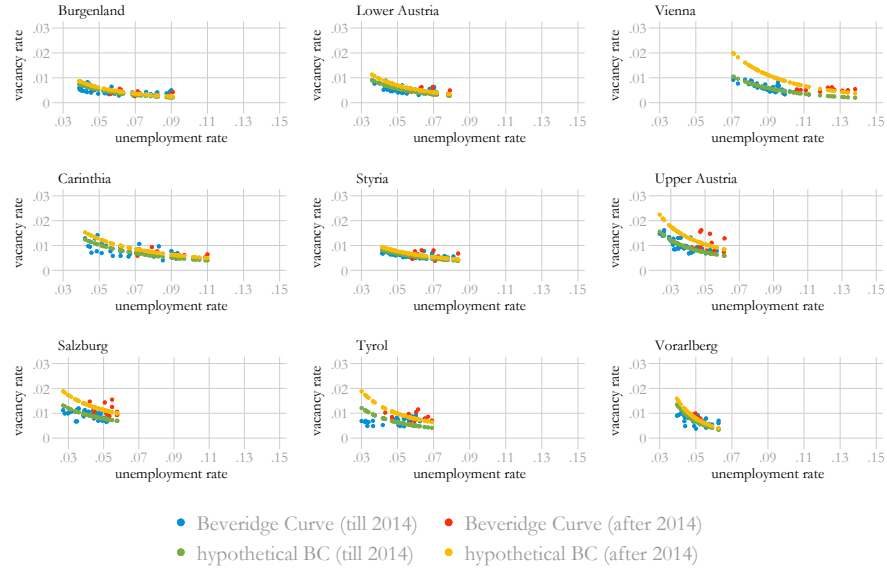 Burgenland
Lower Austria
Vienna
vacancy rate
.03
.02
.01
0
.03 .05 .07 .09 .11 .13 .15
unemployment rate
vacancy rate
.03
.02
.01
0
.03 .05 .07 .09 .11 .13 .15
unemployment rate
vacancy rate
.03
.02
.01
0
.03 .05 .07 .09 .11 .13 .15
unemployment rate
Carinthia
Styria
Upper Austria
vacancy rate
.03
.02
.01
0
.03 .05 .07 .09 .11 .13 .15
unemployment rate
vacancy rate
.03
.02
.01
0
.03 .05 .07 .09 .11 .13 .15
unemployment rate
vacancy rate
.03
.02
.01
0
.03 .05 .07 .09 .11 .13 .15
unemployment rate
Salzburg
Tyrol
Vorarlberg
vacancy rate
.03
.02
.01
0
.03 .05 .07 .09 .11 .13 .15
unemployment rate
vacancy rate
.03
.02
.01
0
.03 .05 .07 .09 .11 .13 .15
unemployment rate
vacancy rate
.03
.02
.01
0
.03 .05 .07 .09 .11 .13 .15
unemployment rate
Beveridge Curve (till 2014) Beveridge Curve (after 2014)
hypothetical BC (till 2014) hypothetical BC (after 2014)